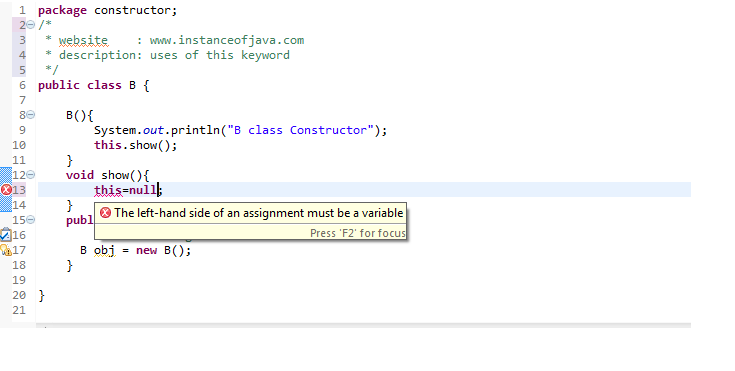 1 package constructor;
2 /*
3 * website : www.instanceofjava.com
4 * description: uses of this keyword
5 */
6 public class B {
7
8 B(){
9 System.out.println("B class Constructor");
10 this.show();
11 }
12 void show(){
13 this=null;
14 }
The left-hand side of an assignment must be a variable
15 publ
Press 'F2' for focus
16
17 B obj = new B();
18 }
19
20 }
21